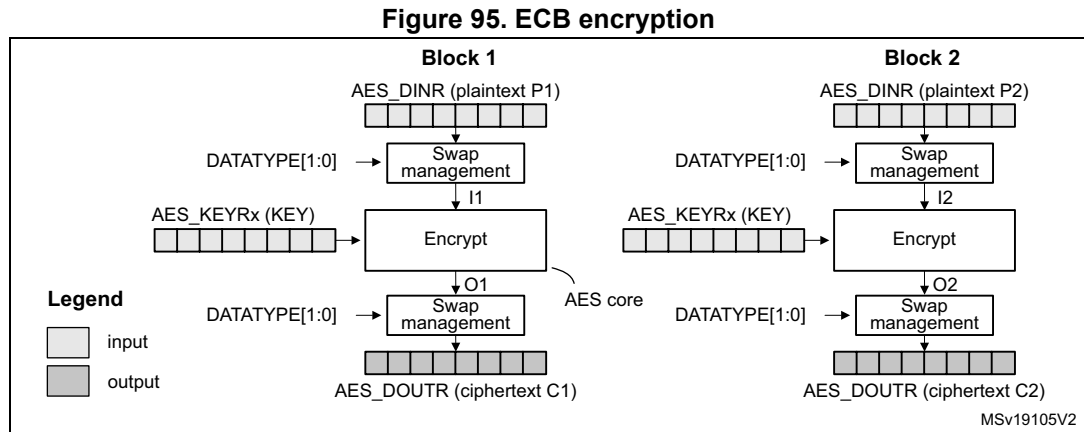 Figure 95. ECB encryption
Block 1
Block 2
AES_DINR (plaintext P1)
AES_DINR (plaintext P2)
DATATYPE[1:0]
Swap
management
DATATYPE[1:0]
Swap
management
I1
I2
AES_KEYRx (KEY)
Encrypt
AES_KEYRx (KEY)
Encrypt
O1
AES core
O2
Legend
DATATYPE[1:0]
Swap
management
DATATYPE[1:0]
Swap
management
input
output
AES_DOUTR (ciphertext C1)
AES_DOUTR (ciphertext C2)
MSv19105V2